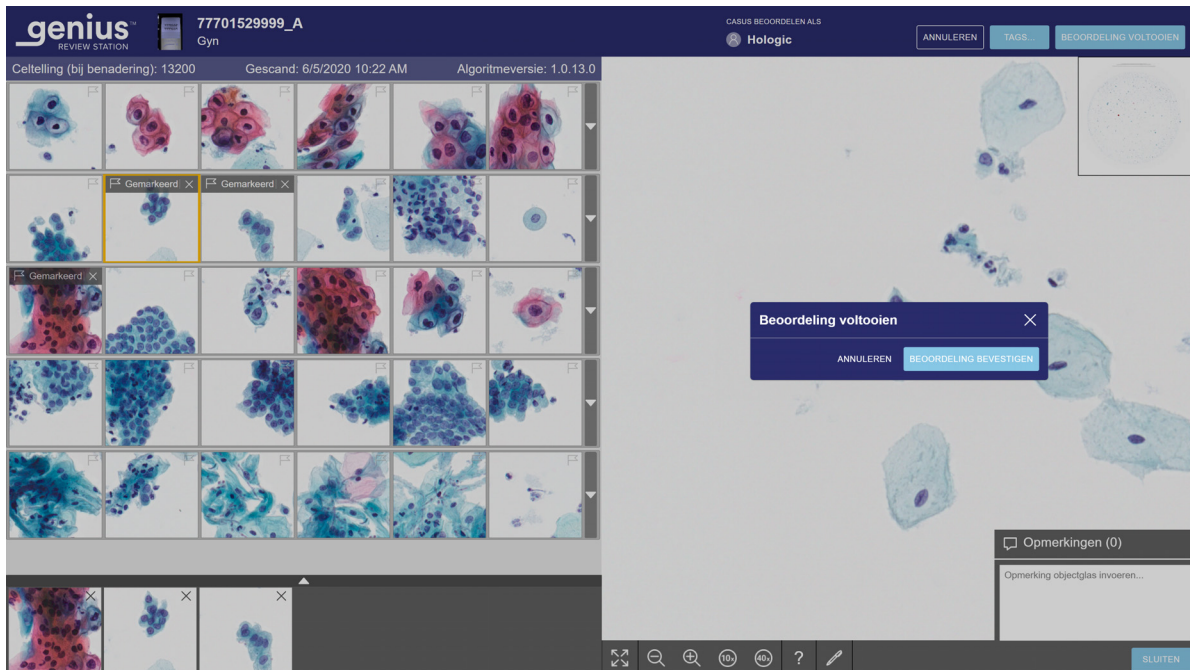 genius™
REVIEW STATION
77701529999_A
Gyn
CASUS BEOORDELEN ALS
Hologic
ANNULEREN
TAGS...
BEOORDELING VOLTOOIEN
Celtelling (bij benadering): 13200
Gescand: 6/5/2020 10:22 AM
Algoritmeversie: 1.0.13.0
Gemarkeerd
Gemarkeerd
Gemarkeerd
Beoordeling voltooien
ANNULEREN
BEOORDELING BEVESTIGEN
Opmerkingen (0)
Opmerking objectglas invoeren...
10x
40x
?
SLUITEN